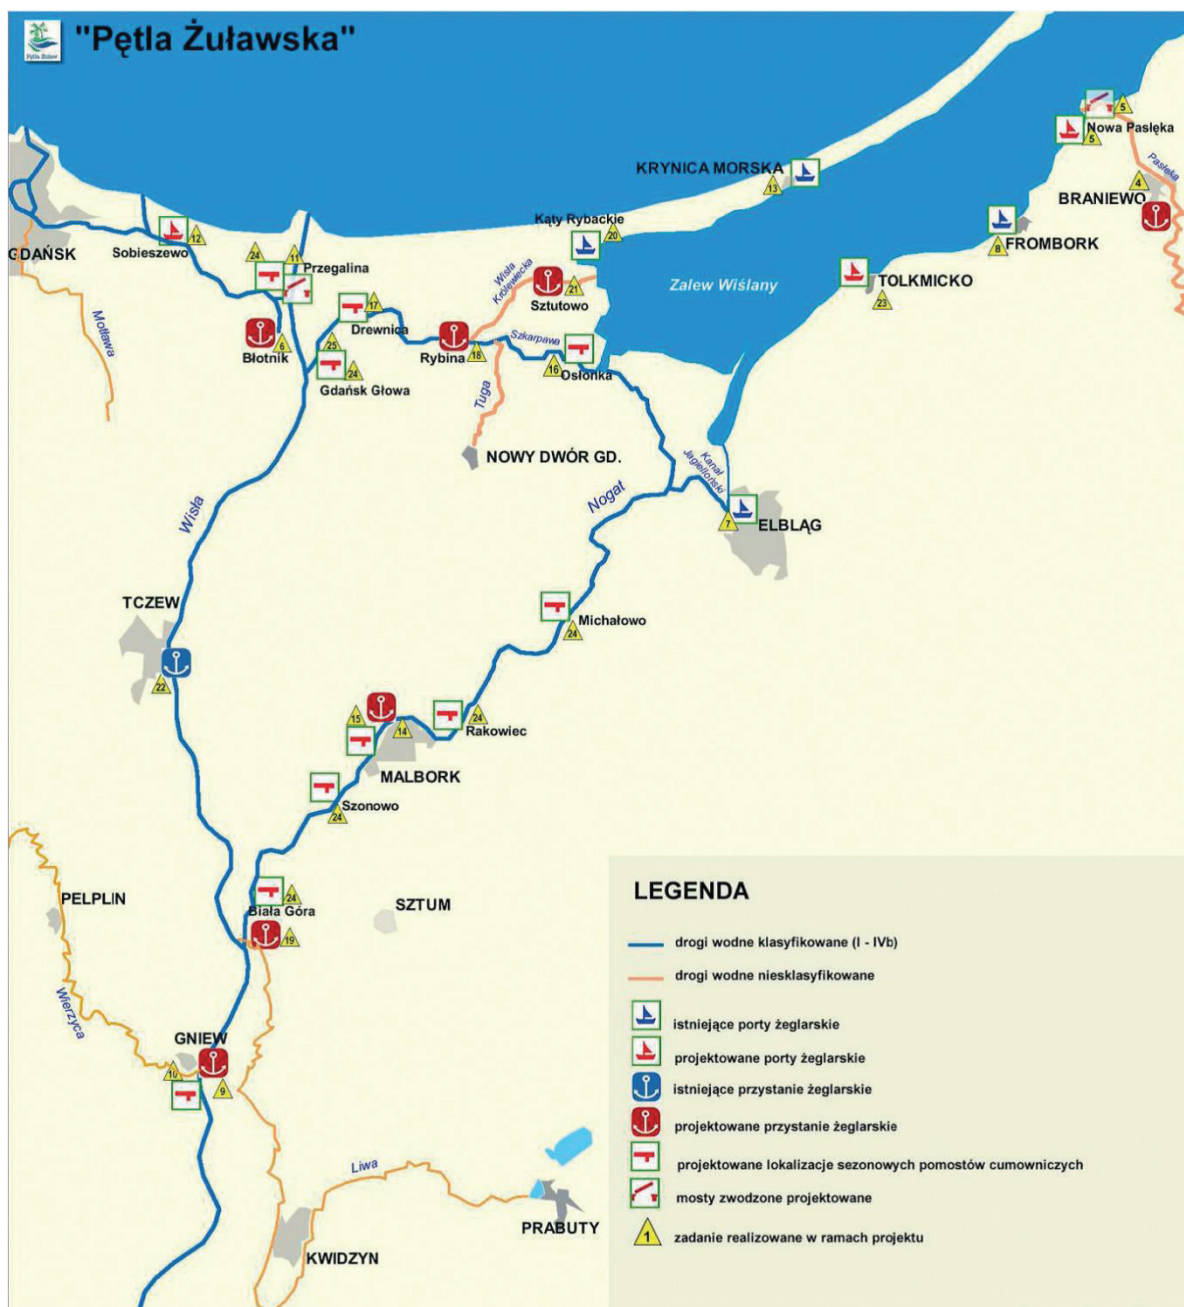 "Pętla Żuławska"
Pętla Żuław
5
Nowa Pasłęka
5
Pasłęka
KRYNICA MORSKA
13
4
BRANIEWO
Kąty Rybackie
20
8
FROMBORK
GDAŃSK
Sobieszewo
12
24
11
Przegalina
Wisła
Królewiecka
Sztutowo
21
Zalew Wiślany
TOLKMICKO
23
Motława
17
Drewnica
Błotnik
6
25
24
Gdańsk Głowa
Rybina
18
Szkarpawa
16
Osłonka
Tuga
NOWY DWÓR GD.
Kanał
Jagielloński
Wisła
Nogat
7
ELBLĄG
TCZEW
22
Michałowo
24
15
14
24
Rakowiec
MALBORK
Szonowo
24
PELPLIN
24
Biała Góra
19
SZTUM
Wierzyca
GNIEW
10
9
Liwa
PRABUTY
KWIDZYN
LEGENDA
drogi wodne klasyfikowane (I - IVb)
drogi wodne niesklasyfikowane
istniejące porty żeglarskie
projektowane porty żeglarskie
istniejące przystanie żeglarskie
projektowane przystanie żeglarskie
projektowane lokalizacje sezonowych pomostów cumowniczych
mosty zwodzone projektowane
1
zadanie realizowane w ramach projektu